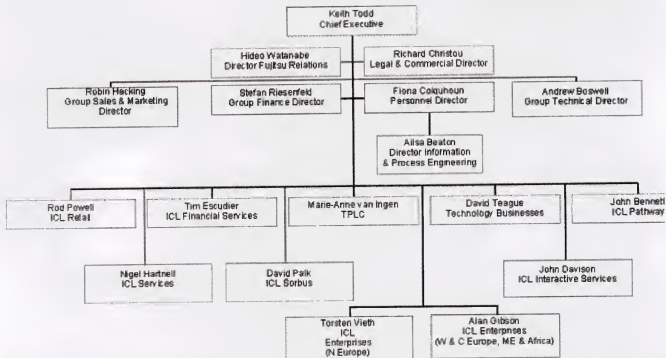 Keith Todd
Chief Executive
Hideo Watanabe
Director Fujitsu Relations
Richard Christou
Legal & Commercial Director
Robin Hacking
Group Sales & Marketing
Director
Stefan Riesenfeld
Group Finance Director
Fiona Colquhoun
Personnel Director
Andrew Boswell
Group Technical Director
Ailsa Beaton
Director Information
& Process Engineering
Rod Powell
ICL Retail
Tim Escudier
ICL Financial Services
Marie-Anne van Ingen
TPLC
David Teague
Technology Businesses
John Bennett
ICL Pathway
Nigel Hartnell
ICL Services
David Palk
ICL Sorbus
John Davison
ICL Interactive Services
Torsten Vieth
ICL
Enterprises
(N Europe)
Alan Gibson
ICL Enterprises
(W & C Europe, ME & Africa)